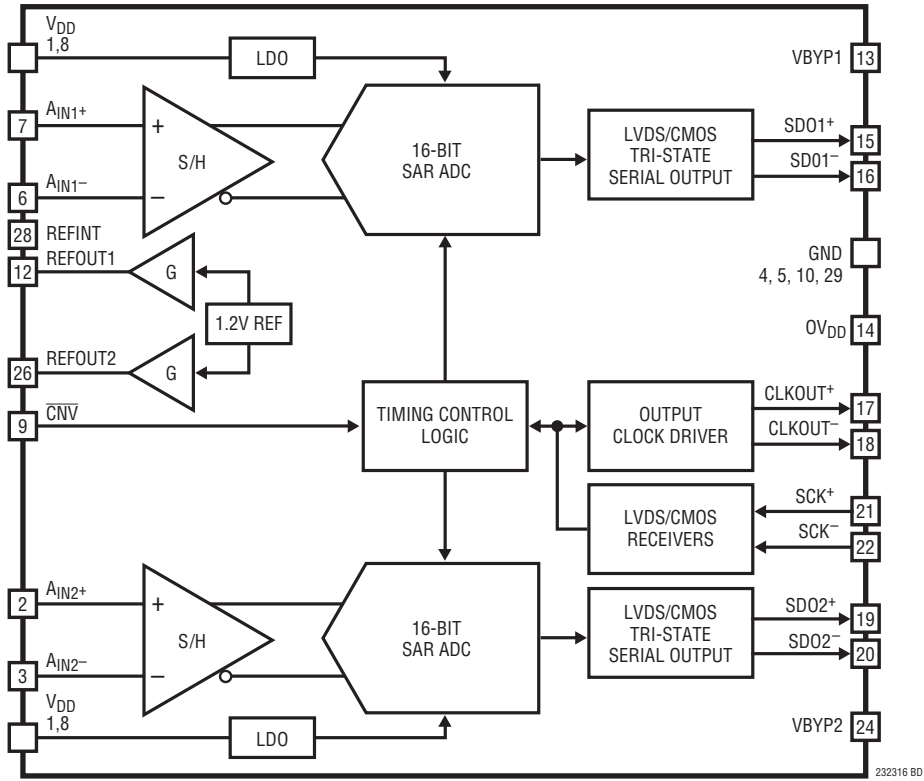 VDD
1,8
LDO
VBYP1
13
7
AIN1+
+
S/H
–
6
AIN1–
16-BIT
SAR ADC
LVDS/CMOS
TRI-STATE
SERIAL OUTPUT
SDO1+
15
SDO1–
16
28
REFINT
12
REFOUT1
G
1.2V REF
GND
4, 5, 10, 29
26
REFOUT2
G
OVDD
14
9
CNV
TIMING CONTROL
LOGIC
OUTPUT
CLOCK DRIVER
CLKOUT+
17
CLKOUT–
18
LVDS/CMOS
RECEIVERS
SCK+
21
SCK–
22
2
AIN2+
+
S/H
–
3
AIN2–
16-BIT
SAR ADC
LVDS/CMOS
TRI-STATE
SERIAL OUTPUT
SDO2+
19
SDO2–
20
VDD
1,8
LDO
VBYP2
24
232316 BD